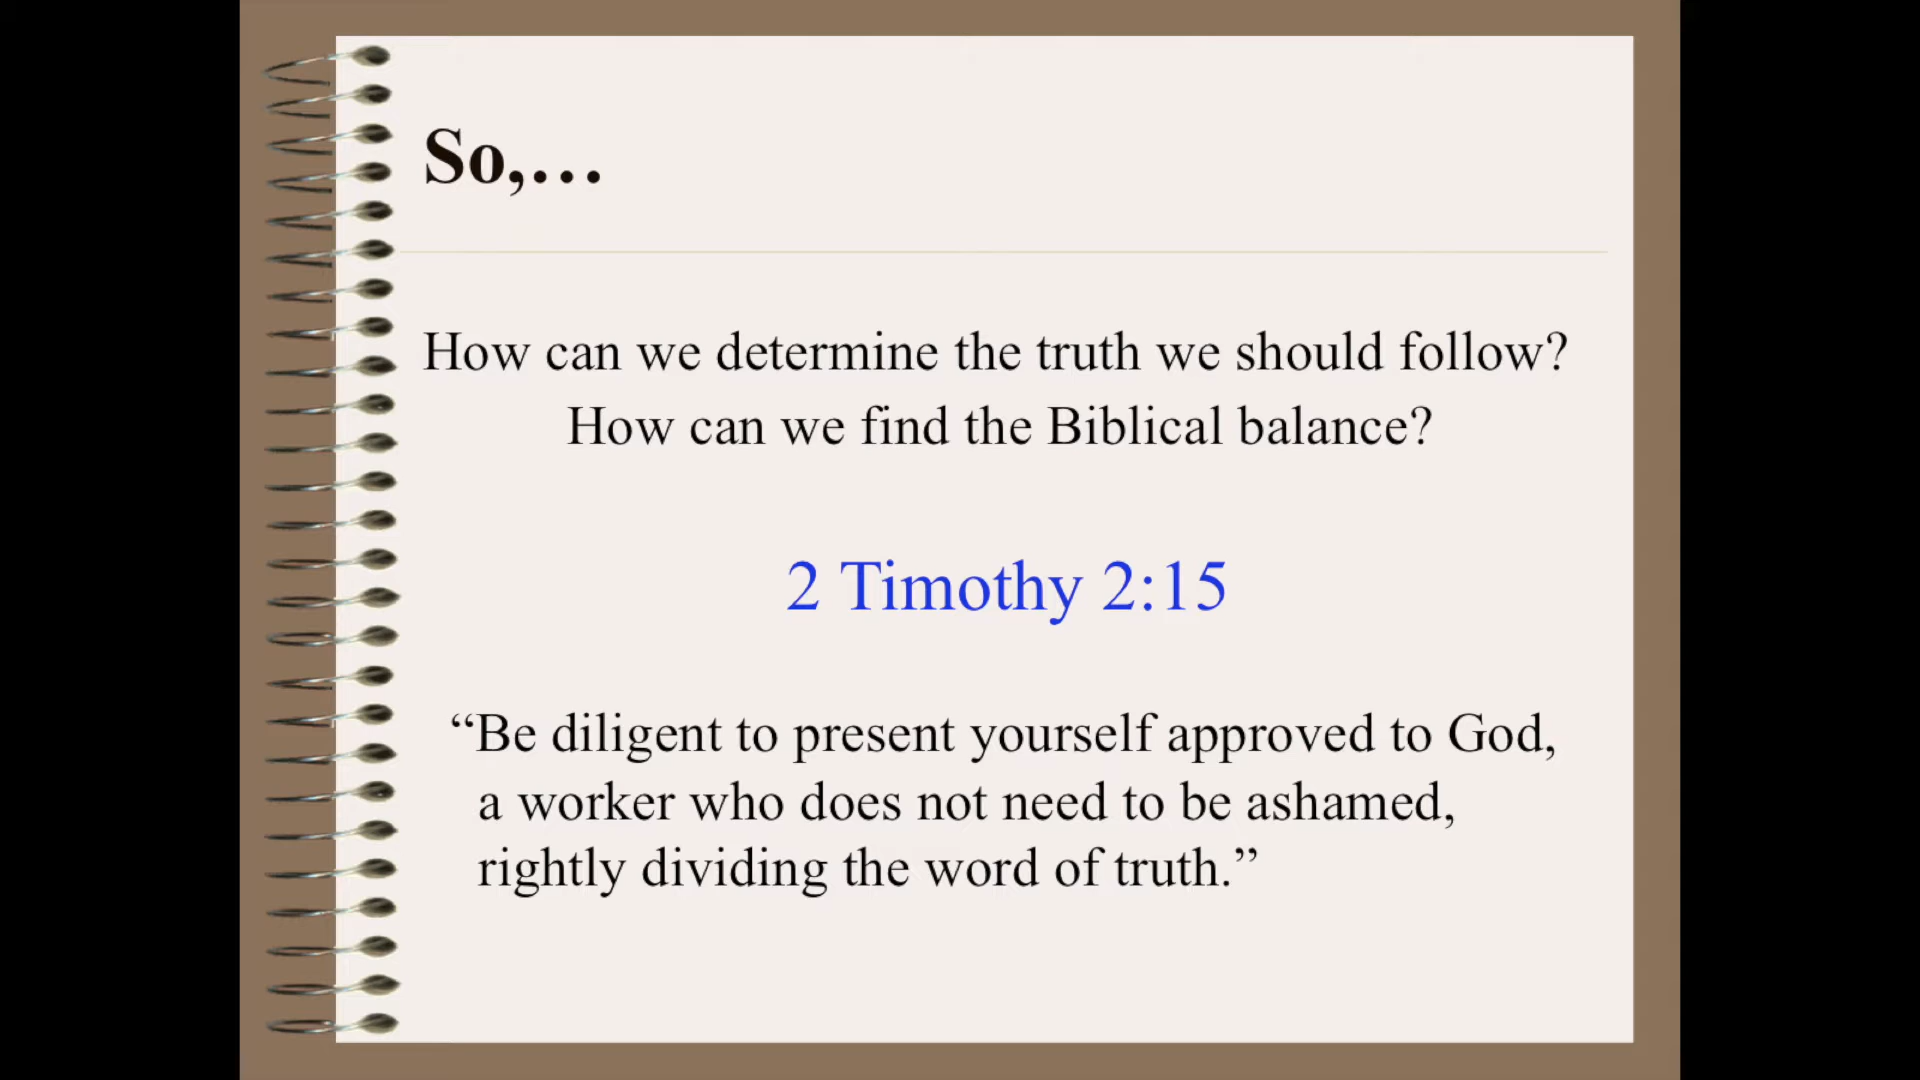 So,…
How can we determine the truth we should follow?
How can we find the Biblical balance?
2 Timothy 2:15
“Be diligent to present yourself approved to God,
a worker who does not need to be ashamed,
rightly dividing the word of truth.”